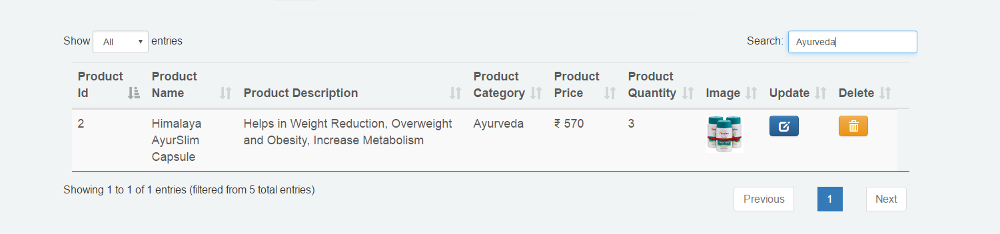 Show All entries Search: Ayurveda
Product Id Product Name Product Description Product Category Product Price Product Quantity Image Update Delete
2 Himalaya AyurSlim Capsule Helps in Weight Reduction, Overweight and Obesity, Increase Metabolism Ayurveda ₹ 570 3
Showing 1 to 1 of 1 entries (filtered from 5 total entries)
Previous 1 Next